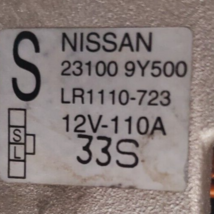 S
NISSAN
23100 9Y500
LR1110-723
12V-110A
S
L
33S